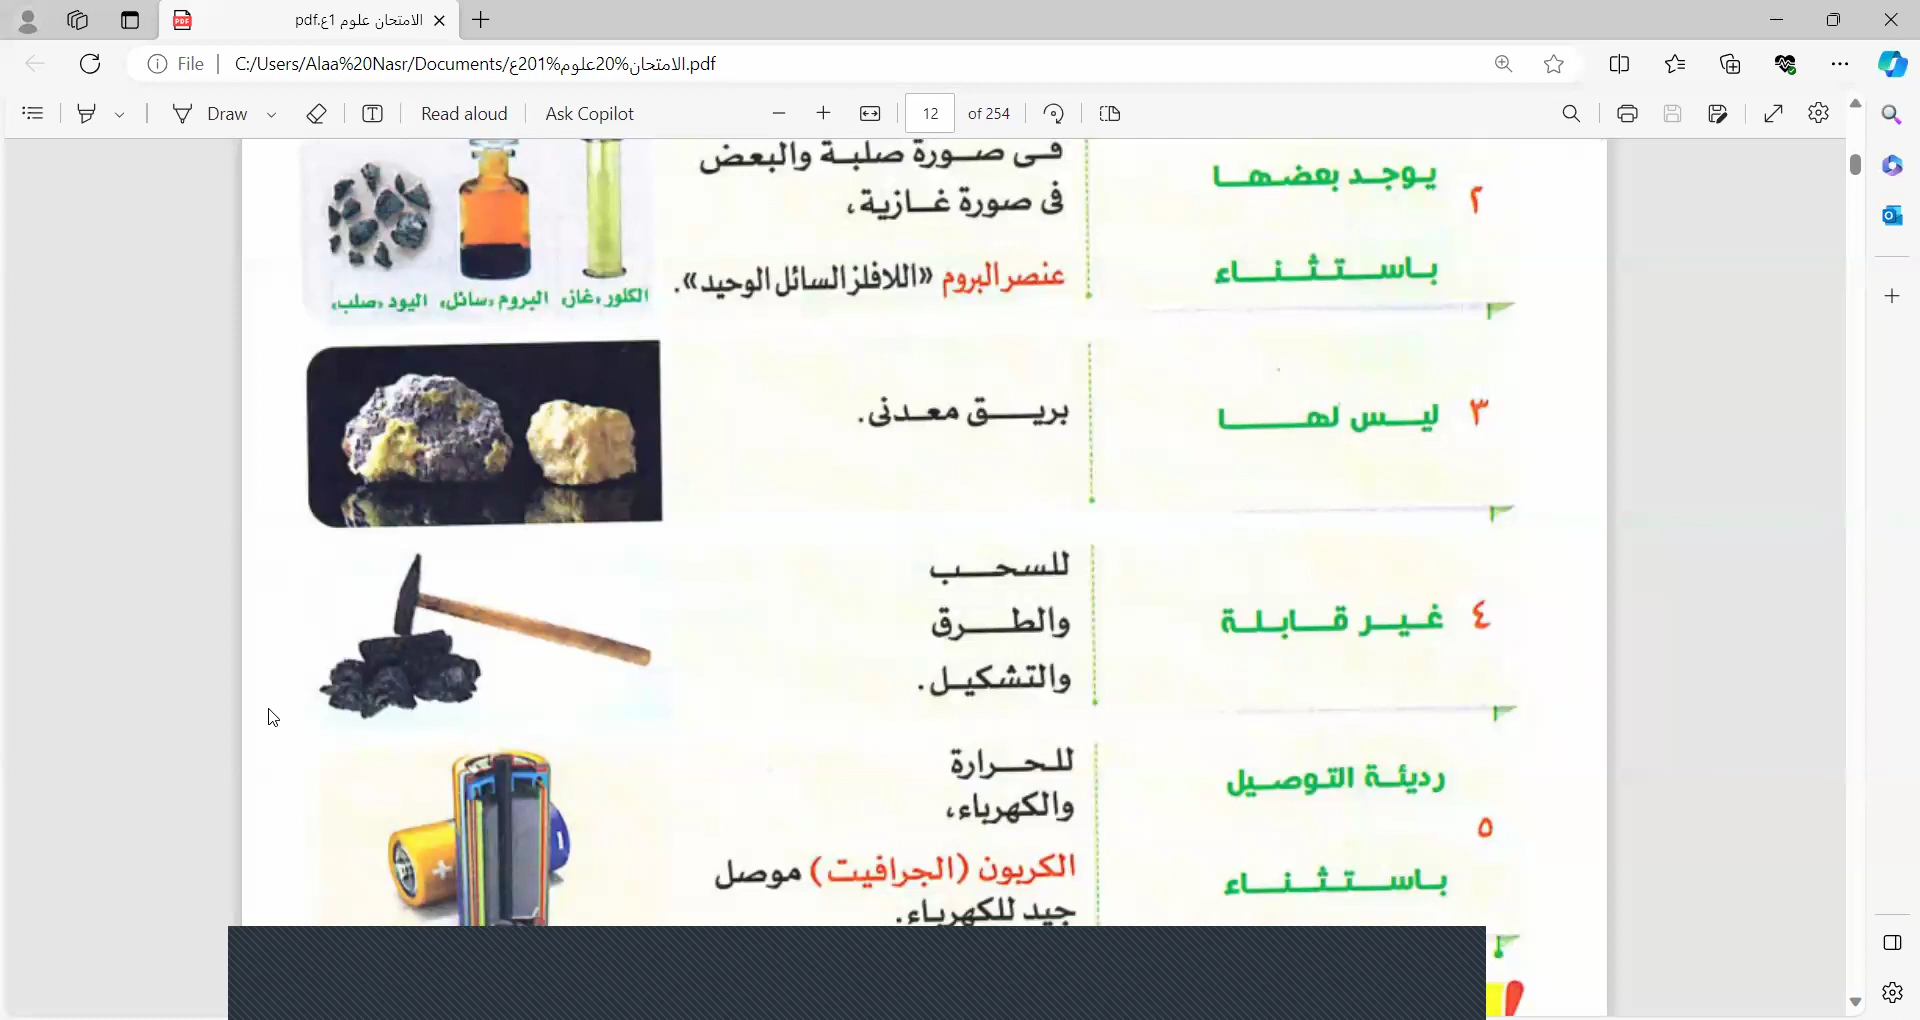 الامتحان علوم 1ع.pdf
File
C:/Users/Alaa%20Nasr/Documents/الامتحان%20علوم%201ع.pdf
Draw
Read aloud
Ask Copilot
12 of 254
٢ يوجد بعضها
فى صورة صلبة والبعض
فى صورة غازية،
باستثناء
عنصر البروم «اللافلز السائل الوحيد».
الكلور «غاز» البروم «سائل» اليود «صلب»
٣ ليس لها
بريق معدنى.
٤ غير قابلة
للسحب
والطرق
والتشكيل.
٥ رديئة التوصيل
للحرارة
والكهرباء،
باستثناء
الكربون (الجرافيت) موصل
جيد للكهرباء.